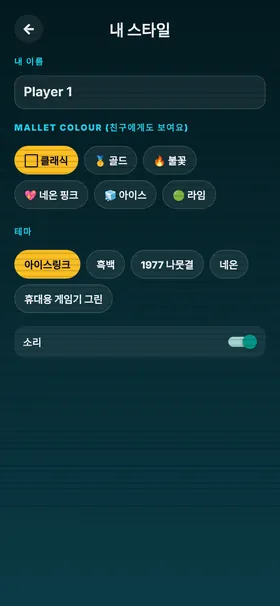 내 스타일
내 이름
Player 1
MALLET COLOUR (친구에게도 보여요)
클래식 🥇 골드 🔥 불꽃
💖 네온 핑크 🧊 아이스 🟢 라임
테마
아이스링크 흑백 1977 나뭇결 네온
휴대용 게임기 그린
소리